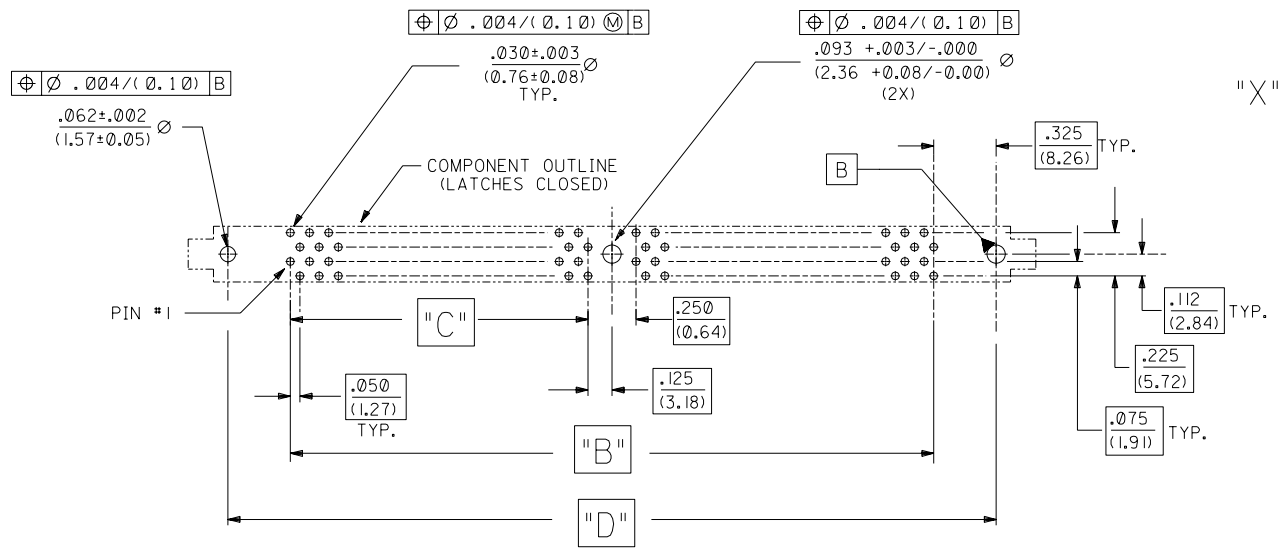 ⌖ Ø .004/(0.10) Ⓜ B
.030±.003
(0.76±0.08) Ø
TYP.
⌖ Ø .004/(0.10) B
.093 +.003/-.000
(2.36 +0.08/-0.00) Ø
(2X)
"X"
⌖ Ø .004/(0.10) B
.062±.002
(1.57±0.05) Ø
.325
(8.26)
TYP.
COMPONENT OUTLINE
(LATCHES CLOSED)
B
PIN #1
"C"
.250
(0.64)
.112
(2.84)
TYP.
.225
(5.72)
.050
(1.27)
TYP.
.125
(3.18)
.075
(1.91)
TYP.
"B"
"D"